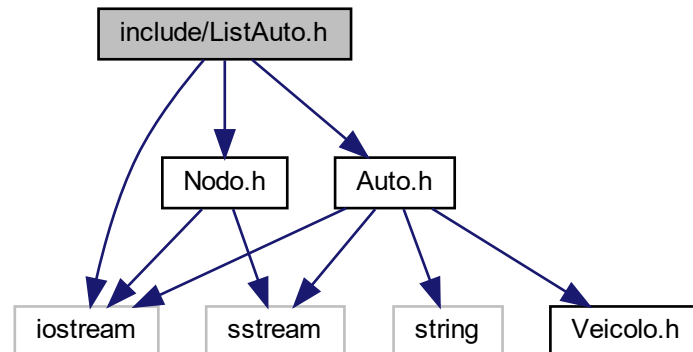 include/ListAuto.h
Nodo.h
Auto.h
iostream
sstream
string
Veicolo.h